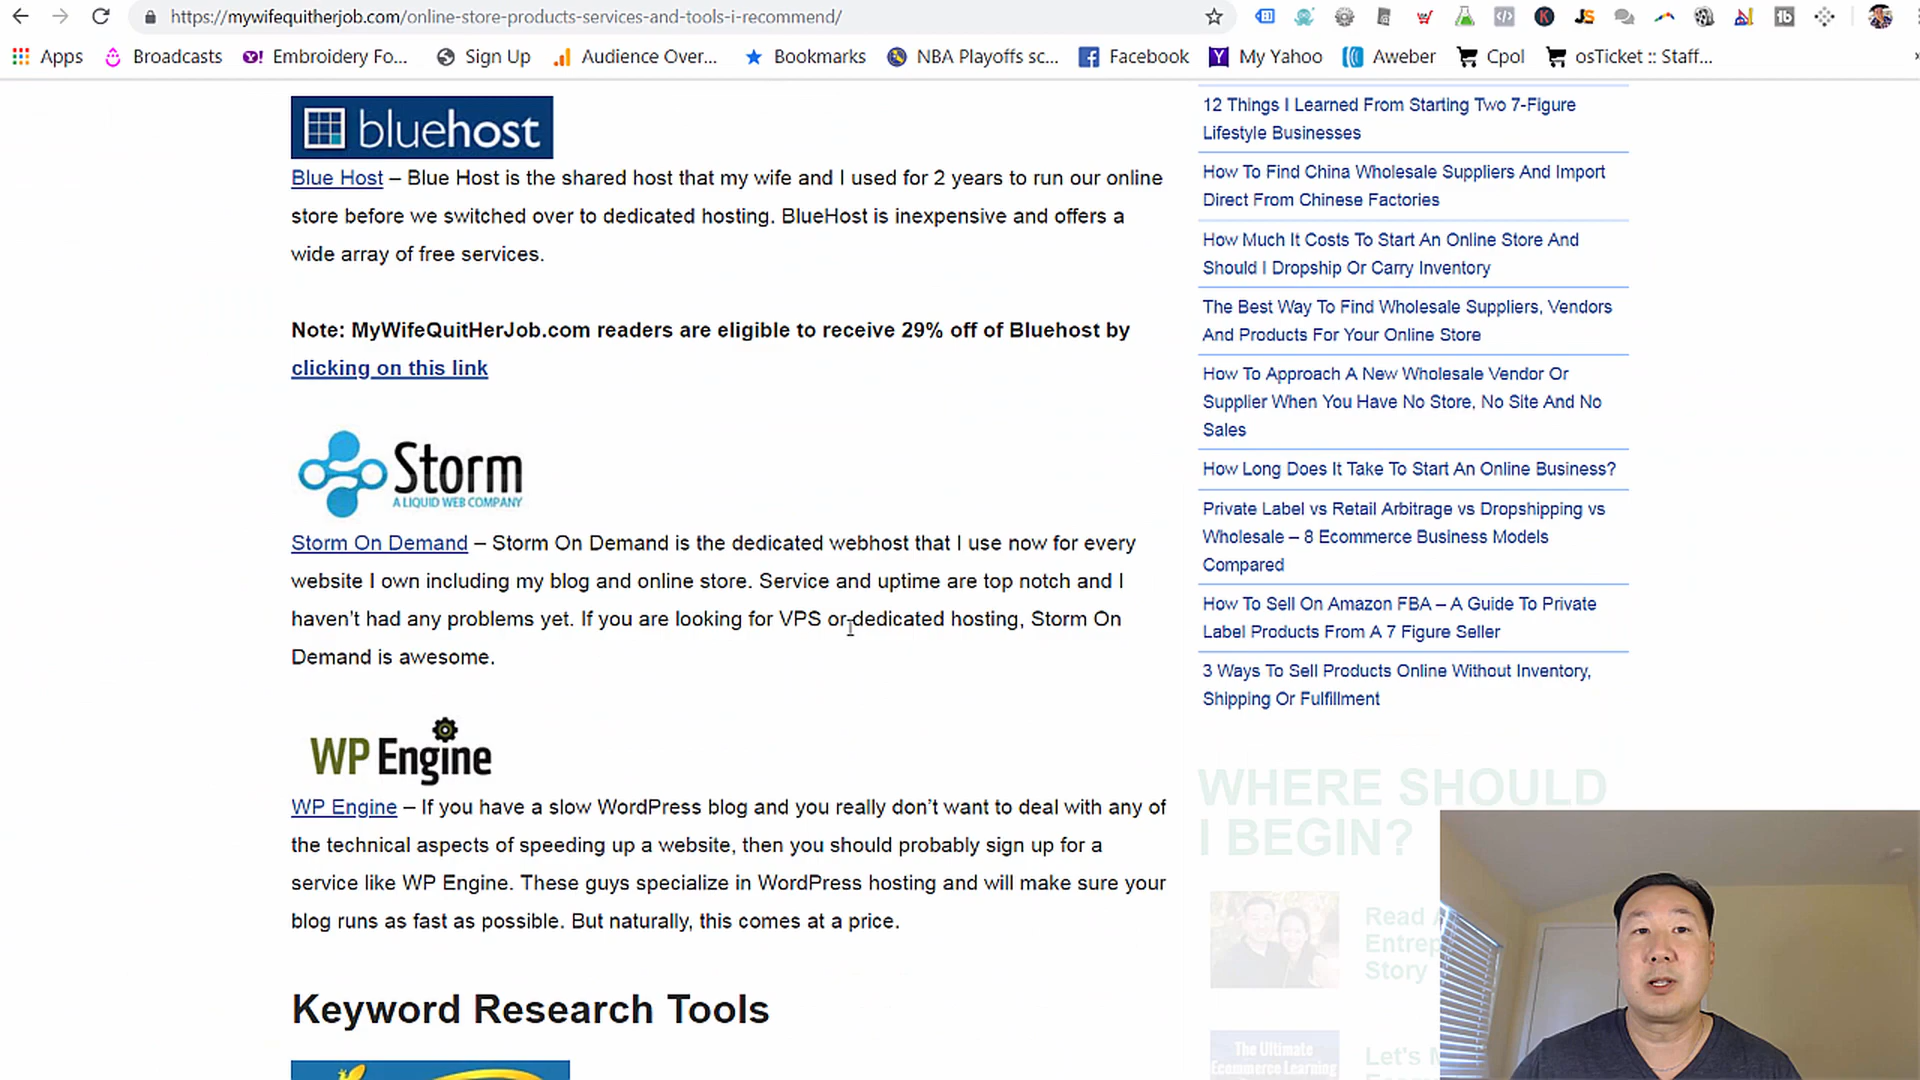 https://mywifequitherjob.com/online-store-products-services-and-tools-i-recommend/
Apps
Broadcasts
Embroidery Fo...
Sign Up
Audience Over...
Bookmarks
NBA Playoffs sc...
Facebook
My Yahoo
Aweber
Cpol
osTicket :: Staff...
bluehost
Blue Host – Blue Host is the shared host that my wife and I used for 2 years to run our online
store before we switched over to dedicated hosting. BlueHost is inexpensive and offers a
wide array of free services.
Note: MyWifeQuitHerJob.com readers are eligible to receive 29% off of Bluehost by
clicking on this link
Storm
A LIQUID WEB COMPANY
Storm On Demand – Storm On Demand is the dedicated webhost that I use now for every
website I own including my blog and online store. Service and uptime are top notch and I
haven't had any problems yet. If you are looking for VPS or dedicated hosting, Storm On
Demand is awesome.
WP Engine
WP Engine – If you have a slow WordPress blog and you really don't want to deal with any of
the technical aspects of speeding up a website, then you should probably sign up for a
service like WP Engine. These guys specialize in WordPress hosting and will make sure your
blog runs as fast as possible. But naturally, this comes at a price.
Keyword Research Tools
12 Things I Learned From Starting Two 7-Figure
Lifestyle Businesses
How To Find China Wholesale Suppliers And Import
Direct From Chinese Factories
How Much It Costs To Start An Online Store And
Should I Dropship Or Carry Inventory
The Best Way To Find Wholesale Suppliers, Vendors
And Products For Your Online Store
How To Approach A New Wholesale Vendor Or
Supplier When You Have No Store, No Site And No
Sales
How Long Does It Take To Start An Online Business?
Private Label vs Retail Arbitrage vs Dropshipping vs
Wholesale – 8 Ecommerce Business Models
Compared
How To Sell On Amazon FBA – A Guide To Private
Label Products From A 7 Figure Seller
3 Ways To Sell Products Online Without Inventory,
Shipping Or Fulfillment
WHERE SHOULD
I BEGIN?
Read
Entrep
Story
The Ultimate
Ecommerce Learning
Let's